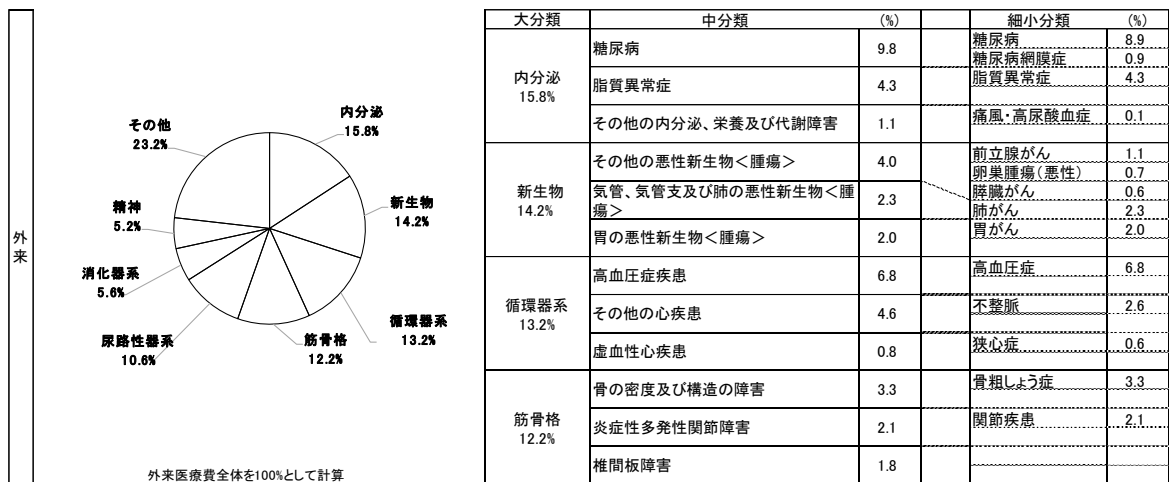 外来
内分泌
15.8%
新生物
14.2%
循環器系
13.2%
筋骨格
12.2%
尿路性器系
10.6%
消化器系
5.6%
精神
5.2%
その他
23.2%
外来医療費全体を100%として計算
大分類 中分類 (%) 細小分類 (%)
内分泌
15.8%
糖尿病 9.8 糖尿病 8.9
糖尿病網膜症 0.9
脂質異常症 4.3 脂質異常症 4.3
その他の内分泌、栄養及び代謝障害 1.1 痛風・高尿酸血症 0.1
新生物
14.2%
その他の悪性新生物<腫瘍> 4.0 前立腺がん 1.1
卵巣腫瘍(悪性) 0.7
気管、気管支及び肺の悪性新生物<腫
瘍> 2.3 膵臓がん 0.6
肺がん 2.3
胃の悪性新生物<腫瘍> 2.0 胃がん 2.0
循環器系
13.2%
高血圧症疾患 6.8 高血圧症 6.8
その他の心疾患 4.6 不整脈 2.6
虚血性心疾患 0.8 狭心症 0.6
筋骨格
12.2%
骨の密度及び構造の障害 3.3 骨粗しょう症 3.3
炎症性多発性関節障害 2.1 関節疾患 2.1
椎間板障害 1.8